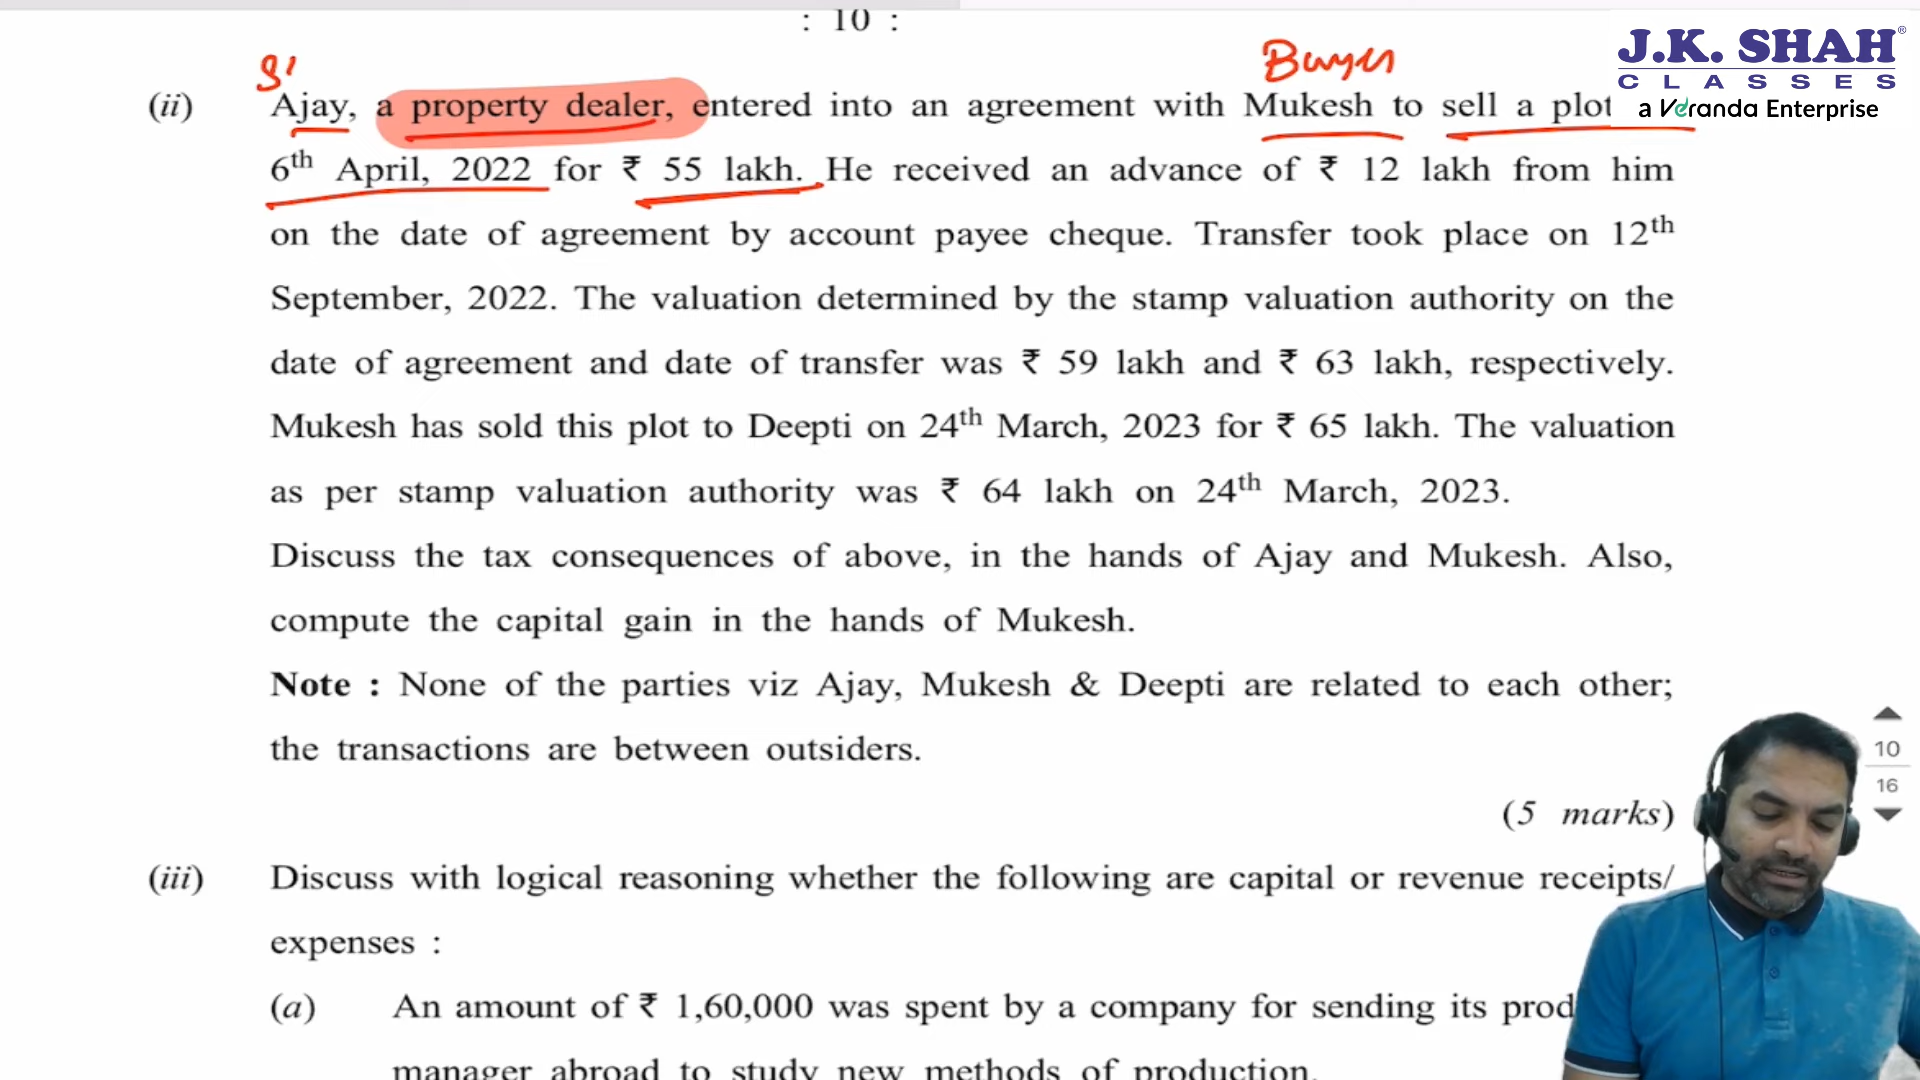 : 10 :
J.K. SHAH®
CLASSES
a Veranda Enterprise
Buyer
(ii) Ajay, a property dealer, entered into an agreement with Mukesh to sell a plot
6th April, 2022 for ₹ 55 lakh. He received an advance of ₹ 12 lakh from him
on the date of agreement by account payee cheque. Transfer took place on 12th
September, 2022. The valuation determined by the stamp valuation authority on the
date of agreement and date of transfer was ₹ 59 lakh and ₹ 63 lakh, respectively.
Mukesh has sold this plot to Deepti on 24th March, 2023 for ₹ 65 lakh. The valuation
as per stamp valuation authority was ₹ 64 lakh on 24th March, 2023.
Discuss the tax consequences of above, in the hands of Ajay and Mukesh. Also,
compute the capital gain in the hands of Mukesh.
Note : None of the parties viz Ajay, Mukesh & Deepti are related to each other;
the transactions are between outsiders.
10
16
(5 marks)
(iii) Discuss with logical reasoning whether the following are capital or revenue receipts/
expenses :
(a) An amount of ₹ 1,60,000 was spent by a company for sending its prod
manager abroad to study new methods of production.